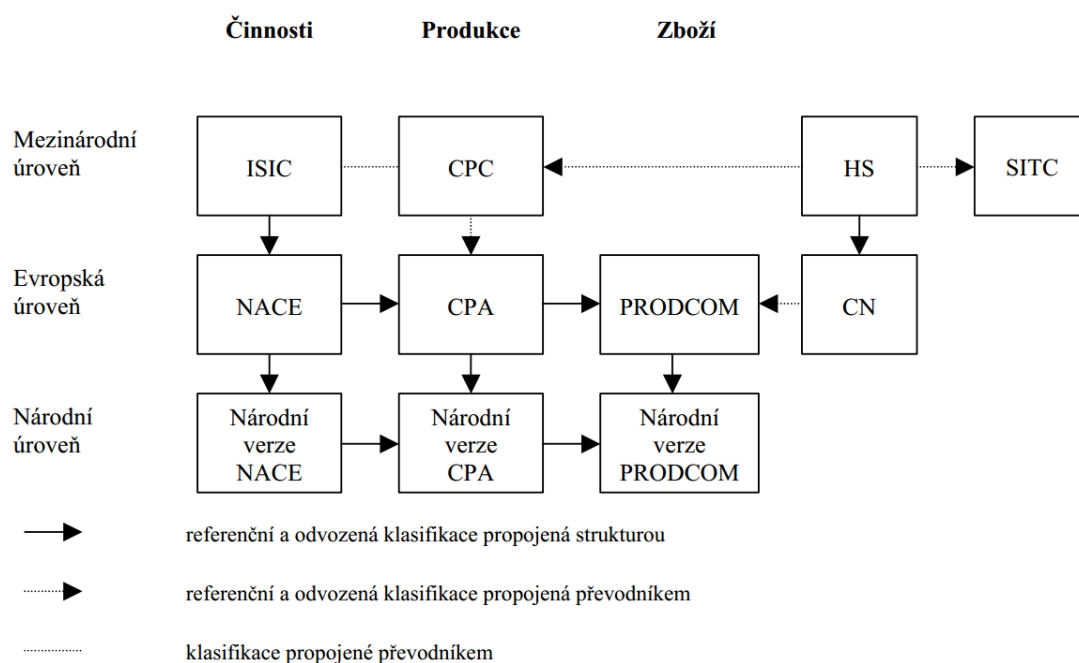 Činnosti Produkce Zboží
Mezinárodní
úroveň
ISIC CPC HS SITC
Evropská
úroveň
NACE CPA PRODCOM CN
Národní
úroveň
Národní
verze
NACE
Národní
verze
CPA
Národní
verze
PRODCOM
referenční a odvozená klasifikace propojená strukturou
referenční a odvozená klasifikace propojená převodníkem
klasifikace propojené převodníkem